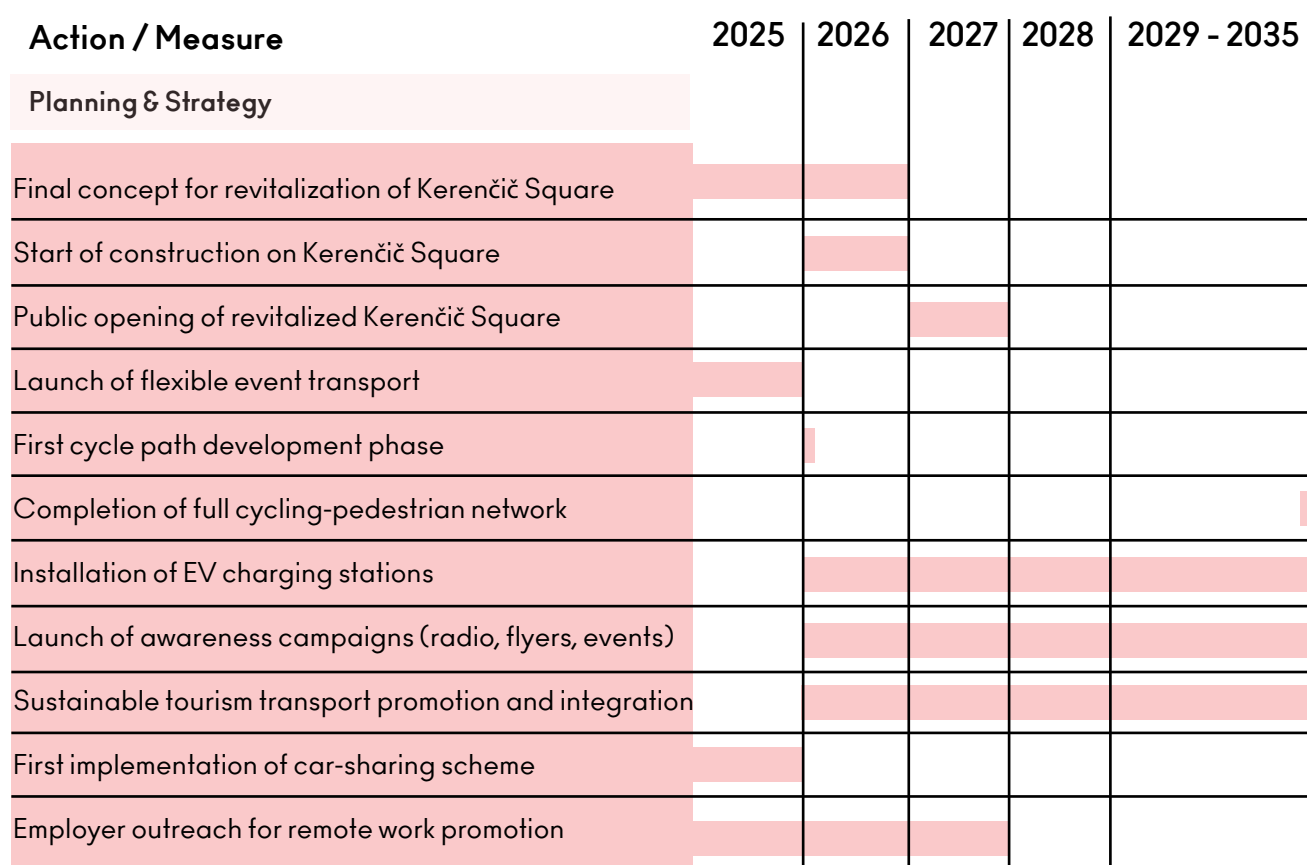 Action / Measure 2025 2026 2027 2028 2029 - 2035
Planning & Strategy
Final concept for revitalization of Kerenčič Square
Start of construction on Kerenčič Square
Public opening of revitalized Kerenčič Square
Launch of flexible event transport
First cycle path development phase
Completion of full cycling-pedestrian network
Installation of EV charging stations
Launch of awareness campaigns (radio, flyers, events)
Sustainable tourism transport promotion and integration
First implementation of car-sharing scheme
Employer outreach for remote work promotion